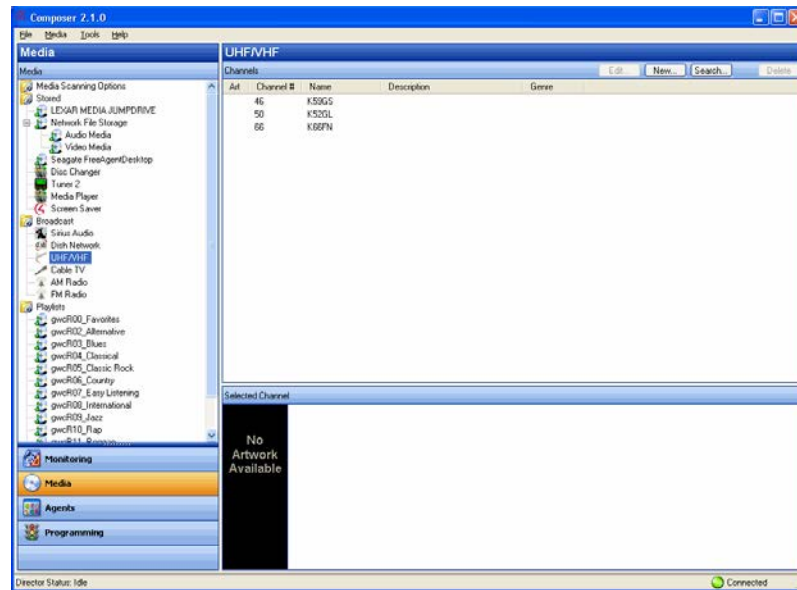 Composer 2.1.0
File Media Tools Help
Media
Media
Media Scanning Options
Stored
LEXAR MEDIA JUMPDRIVE
Network File Storage
Audio Media
Video Media
Seagate FreeAgentDesktop
Disc Changer
Tuner 2
Media Player
Screen Saver
Broadcast
Sirius Audio
Dish Network
UHF/VHF
Cable TV
AM Radio
FM Radio
Playlists
gwcR00_Favorites
gwcR02_Alternative
gwcR03_Blues
gwcR04_Classical
gwcR05_Classic Rock
gwcR06_Country
gwcR07_Easy Listening
gwcR08_International
gwcR09_Jazz
gwcR10_Rap
Monitoring
Media
Agents
Programming
UHF/VHF
Channels Edit... New... Search... Delete
Art Channel # Name Description Genre
46 K59GS
50 K52GL
66 K66FN
Selected Channel
No
Artwork
Available
Director Status: Idle
Connected